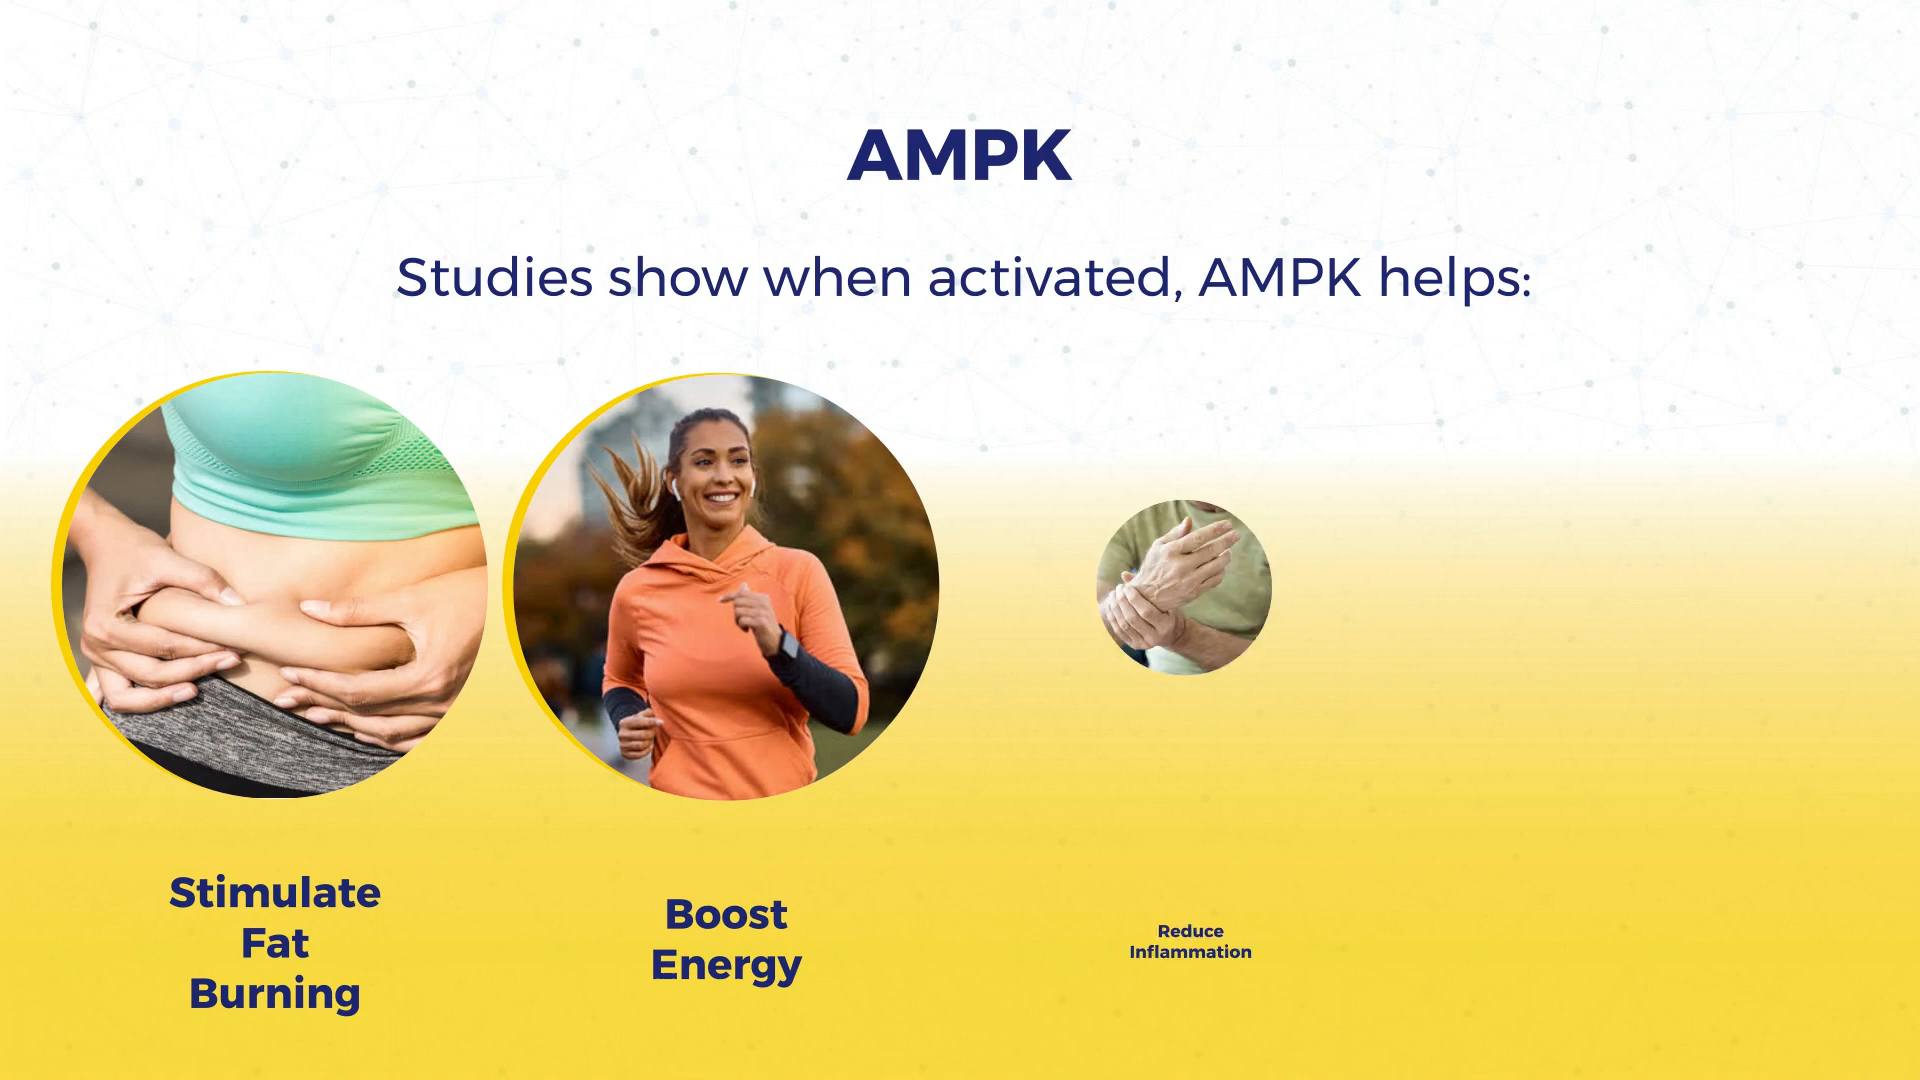 AMPK
Studies show when activated, AMPK helps:
Stimulate
Fat
Burning
Boost
Energy
Reduce
Inflammation